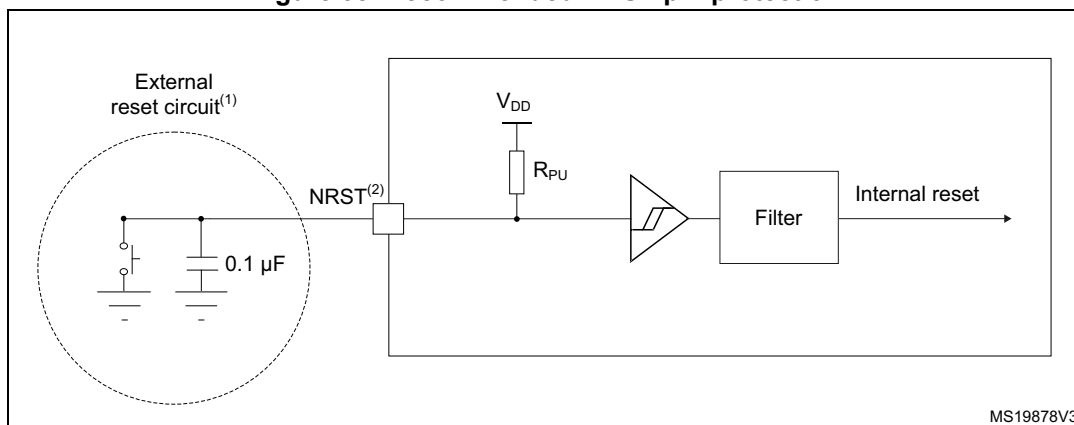 External
reset circuit(1)
VDD
RPU
NRST(2)
Filter
Internal reset
0.1 µF
MS19878V3